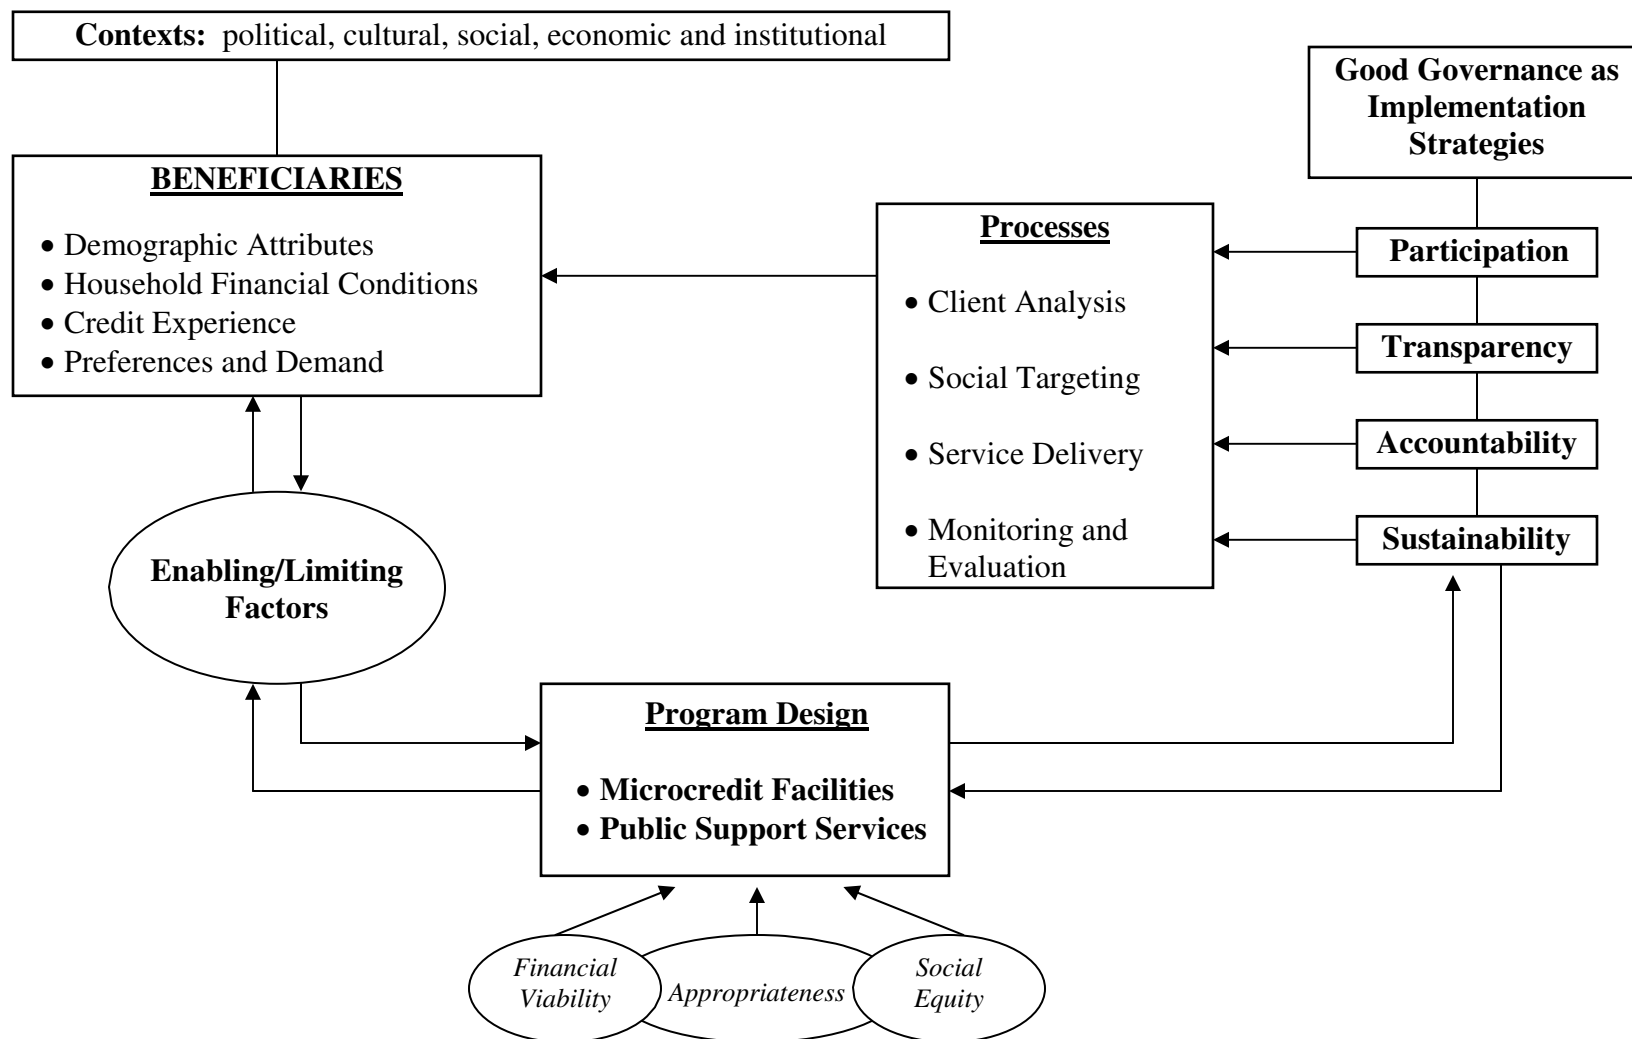 Contexts: political, cultural, social, economic and institutional
Good Governance as
Implementation
Strategies
BENEFICIARIES
• Demographic Attributes
• Household Financial Conditions
• Credit Experience
• Preferences and Demand
Processes
• Client Analysis
• Social Targeting
• Service Delivery
• Monitoring and
Evaluation
Participation
Transparency
Accountability
Sustainability
Enabling/Limiting
Factors
Program Design
• Microcredit Facilities
• Public Support Services
Financial
Viability
Appropriateness
Social
Equity